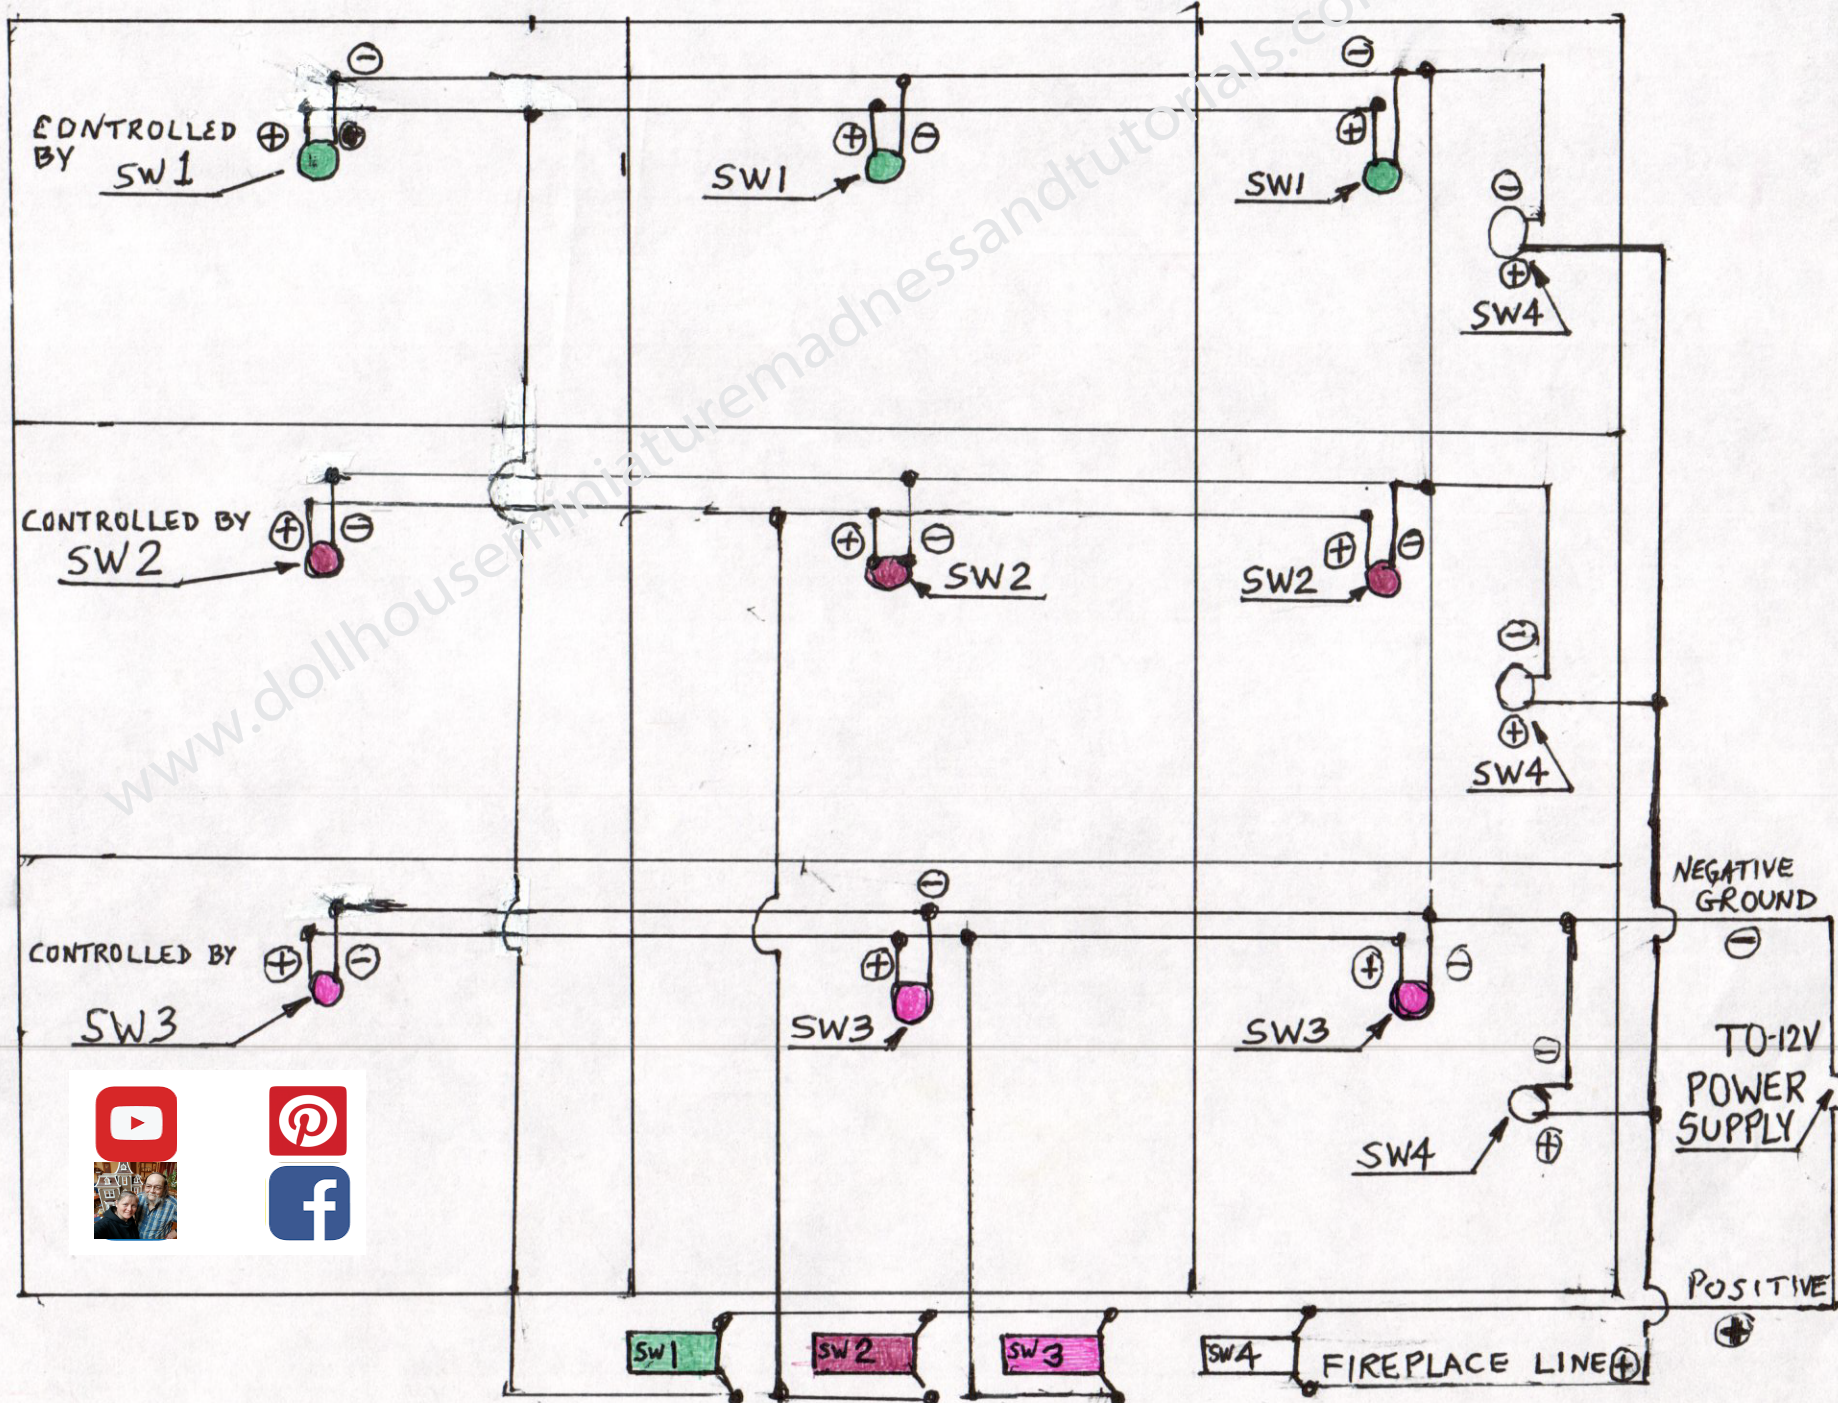 CONTROLLED
BY
SW1
⊕
⊖
SW1
⊕ ⊖
SW1
⊕
⊖
⊖
⊕
SW4
CONTROLLED BY
SW2
⊕ ⊖
⊕ ⊖
SW2
SW2
⊕ ⊖
⊖
⊕
SW4
CONTROLLED BY
⊕ ⊖
SW3
⊖
⊕
SW3
⊕ ⊖
SW3
⊖
⊕
SW4
NEGATIVE
GROUND
⊖
TO-12V
POWER
SUPPLY
POSITIVE
⊕
SW1
SW2
SW3
SW4
FIREPLACE LINE ⊕
www.dollhouseminiaturemadnessandtutorials.co